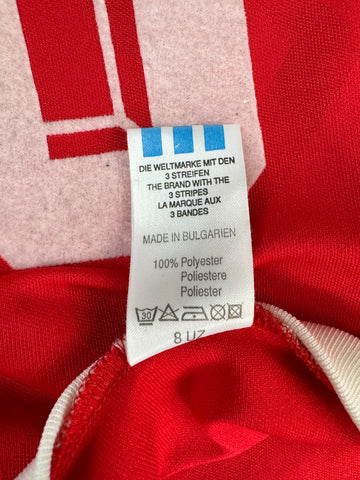 DIE WELTMARKE MIT DEN
3 STREIFEN
THE BRAND WITH THE
3 STRIPES
LA MARQUE AUX
3 BANDES
MADE IN BULGARIEN
100% Polyester
Poliestere
Poliester
30
8 UZ